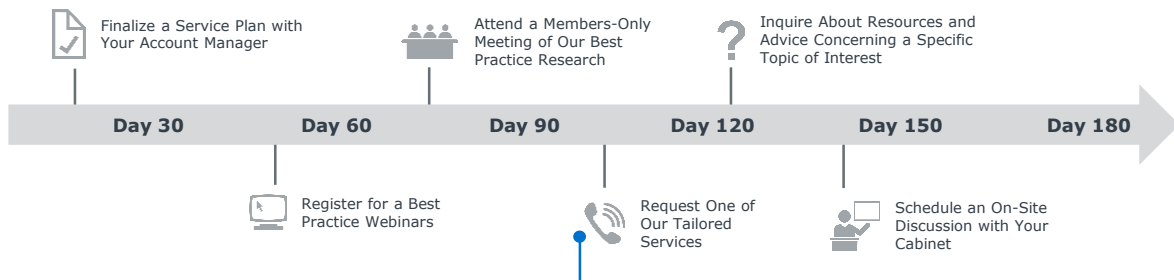 Finalize a Service Plan with
Your Account Manager
Attend a Members-Only
Meeting of Our Best
Practice Research
Inquire About Resources and
Advice Concerning a Specific
Topic of Interest
Day 30
Day 60
Day 90
Day 120
Day 150
Day 180
Register for a Best
Practice Webinars
Request One of
Our Tailored
Services
Schedule an On-Site
Discussion with Your
Cabinet